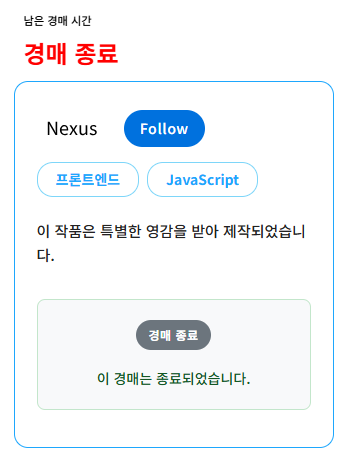 남은 경매 시간
경매 종료
Nexus Follow
프론트엔드 JavaScript
이 작품은 특별한 영감을 받아 제작되었습니
다.
경매 종료
이 경매는 종료되었습니다.